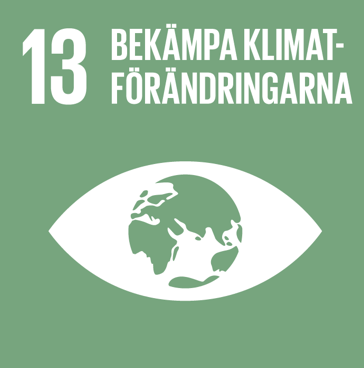 13 BEKÄMPA KLIMAT-
FÖRÄNDRINGARNA